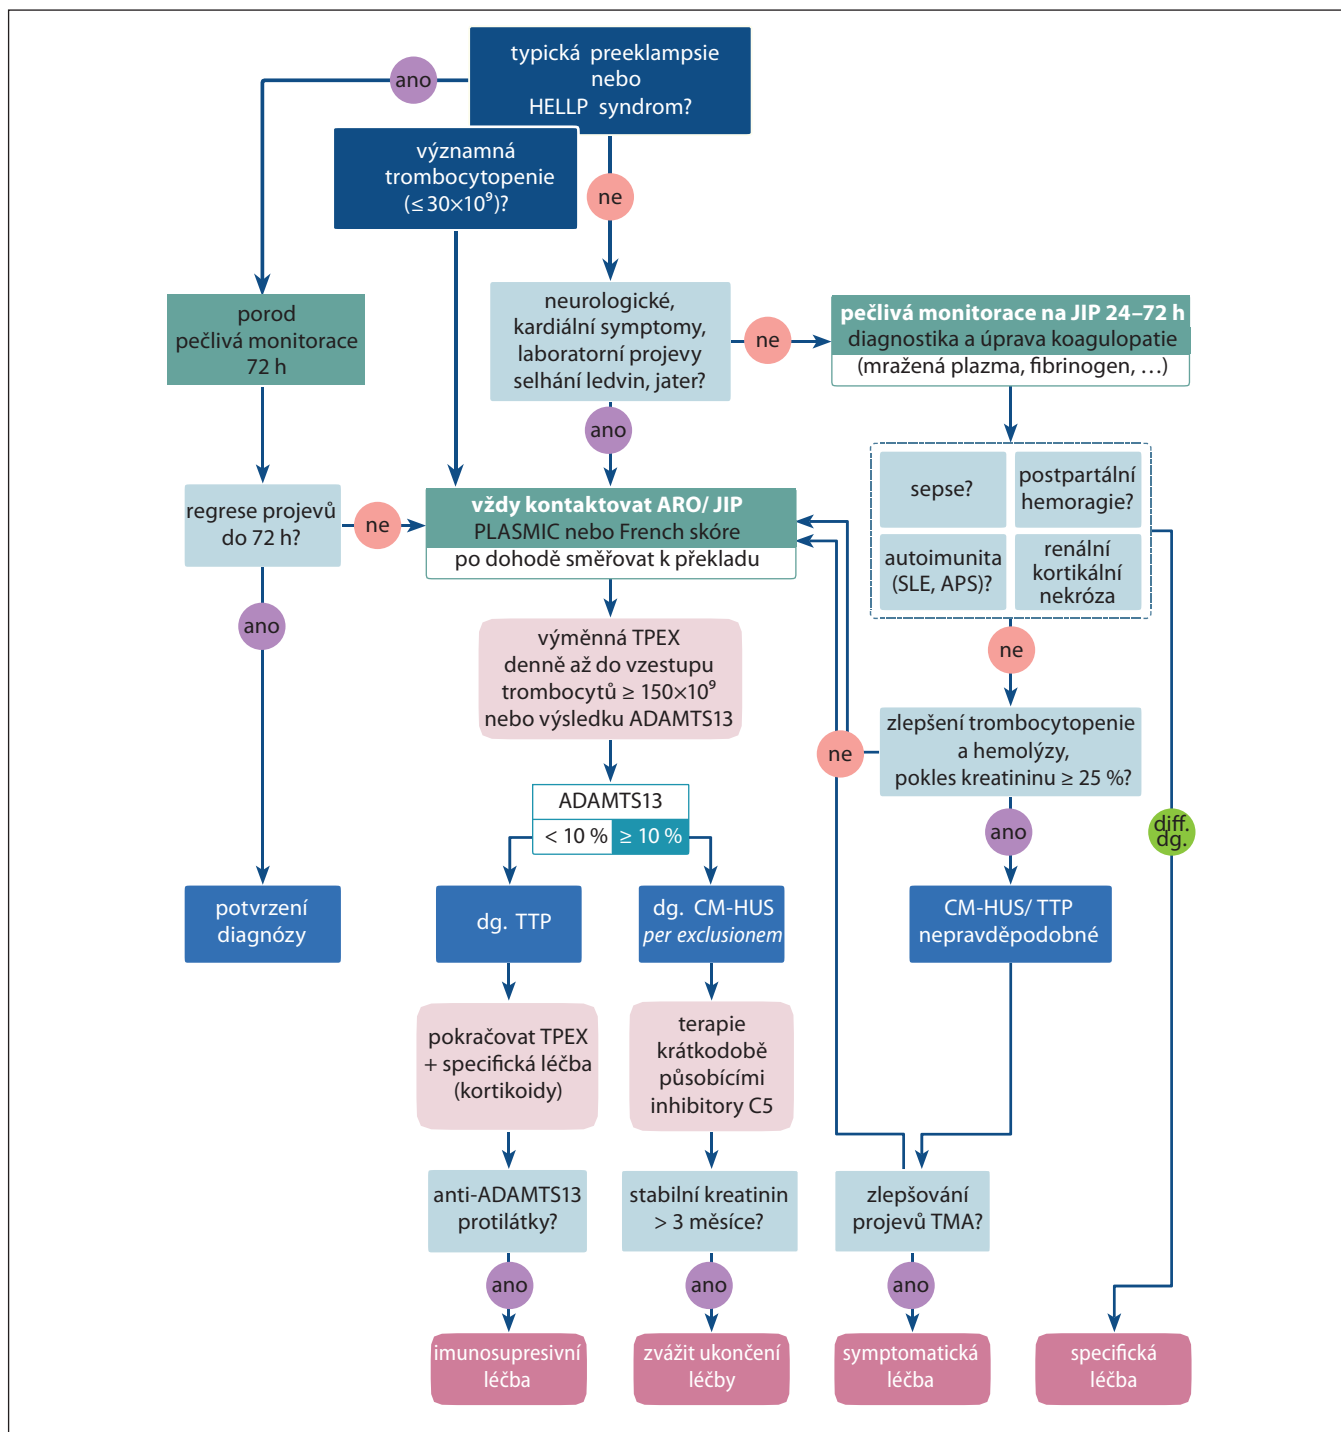 typická preeklampsie
nebo
HELLP syndrom?
ano
významná
trombocytopenie
(≤ 30×10⁹)?
ne
porod
pečlivá monitorace
72 h
neurologické,
kardiální symptomy,
laboratorní projevy
selhání ledvin, jater?
ne
pečlivá monitorace na JIP 24–72 h
diagnostika a úprava koagulopatie
(mražená plazma, fibrinogen, …)
ano
sepse?
postpartální
hemoragie?
autoimunita
(SLE, APS)?
renální
kortikální
nekróza
regrese projevů
do 72 h?
ne
vždy kontaktovat ARO/ JIP
PLASMIC nebo French skóre
po dohodě směřovat k překladu
ano
výměnná TPEX
denně až do vzestupu
trombocytů ≥ 150×10⁹
nebo výsledku ADAMTS13
ne
zlepšení trombocytopenie
a hemolýzy,
pokles kreatininu ≥ 25 %?
ne
ADAMTS13
< 10 %
≥ 10 %
ano
diff.
dg.
potvrzení
diagnózy
dg. TTP
dg. CM-HUS
per exclusionem
CM-HUS/ TTP
nepravděpodobné
pokračovat TPEX
+ specifická léčba
(kortikoidy)
terapie
krátkodobě
působícími
inhibitory C5
anti-ADAMTS13
protilátky?
stabilní kreatinin
> 3 měsíce?
zlepšování
projevů TMA?
ano
ano
ano
imunosupresivní
léčba
zvážit ukončení
léčby
symptomatická
léčba
specifická
léčba